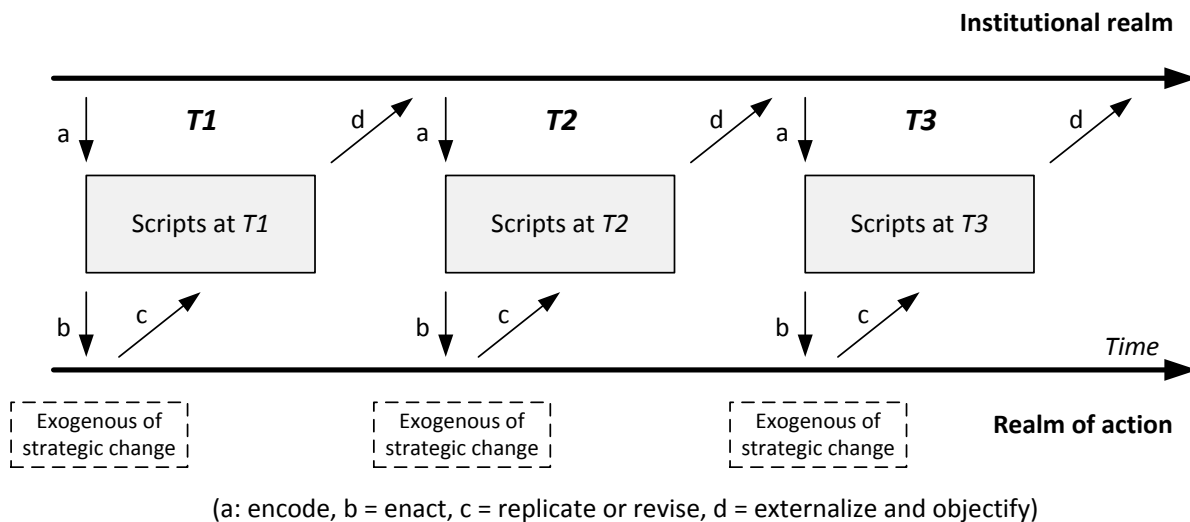 Institutional realm
T1
T2
T3
a
d
a
d
a
d
Scripts at T1
Scripts at T2
Scripts at T3
b
c
b
c
b
c
Time
Exogenous of
strategic change
Exogenous of
strategic change
Exogenous of
strategic change
Realm of action
(a: encode, b = enact, c = replicate or revise, d = externalize and objectify)